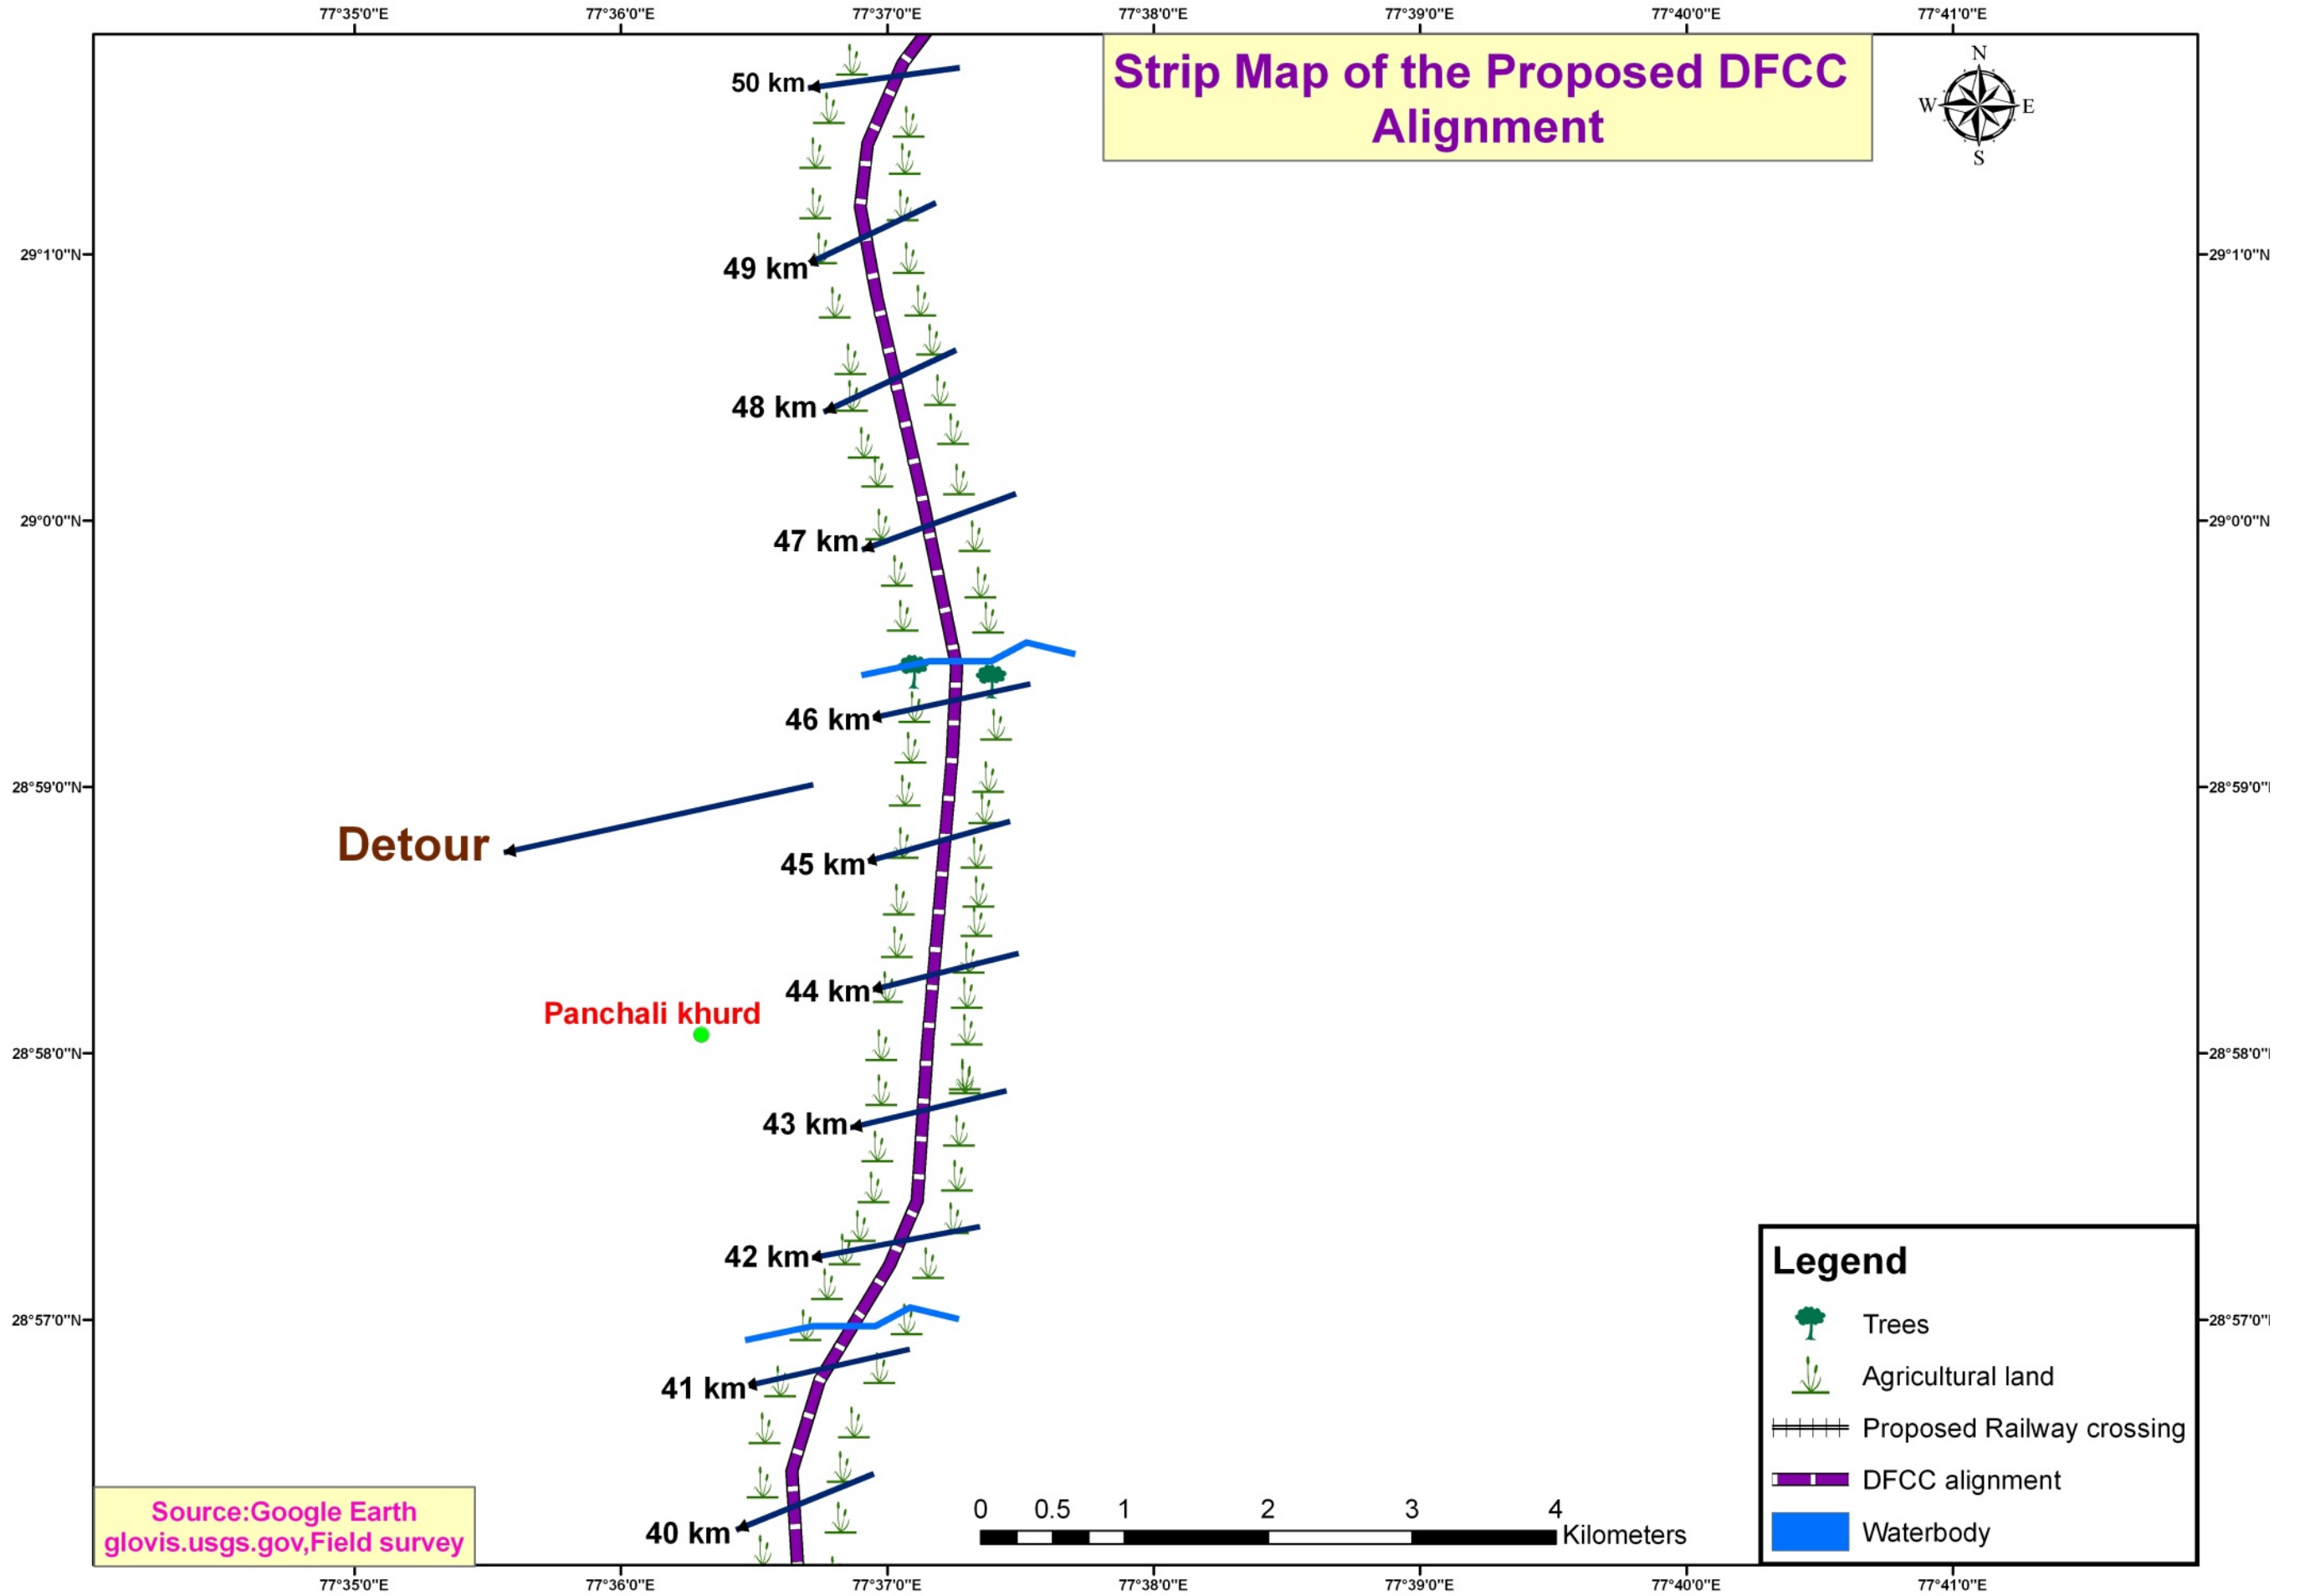 77°35'0"E 77°36'0"E 77°37'0"E 77°38'0"E 77°39'0"E 77°40'0"E 77°41'0"E
Strip Map of the Proposed DFCC
Alignment
N
W E
S
50 km
29°1'0"N 29°1'0"N
49 km
48 km
29°0'0"N 29°0'0"N
47 km
46 km
28°59'0"N 28°59'0"
Detour
45 km
44 km
Panchali khurd
28°58'0"N 28°58'0"
43 km
42 km
28°57'0"N 28°57'0"
41 km
40 km
Legend
Trees
Agricultural land
Proposed Railway crossing
DFCC alignment
Waterbody
Source:Google Earth
glovis.usgs.gov,Field survey
0 0.5 1 2 3 4
Kilometers
77°35'0"E 77°36'0"E 77°37'0"E 77°38'0"E 77°39'0"E 77°40'0"E 77°41'0"E